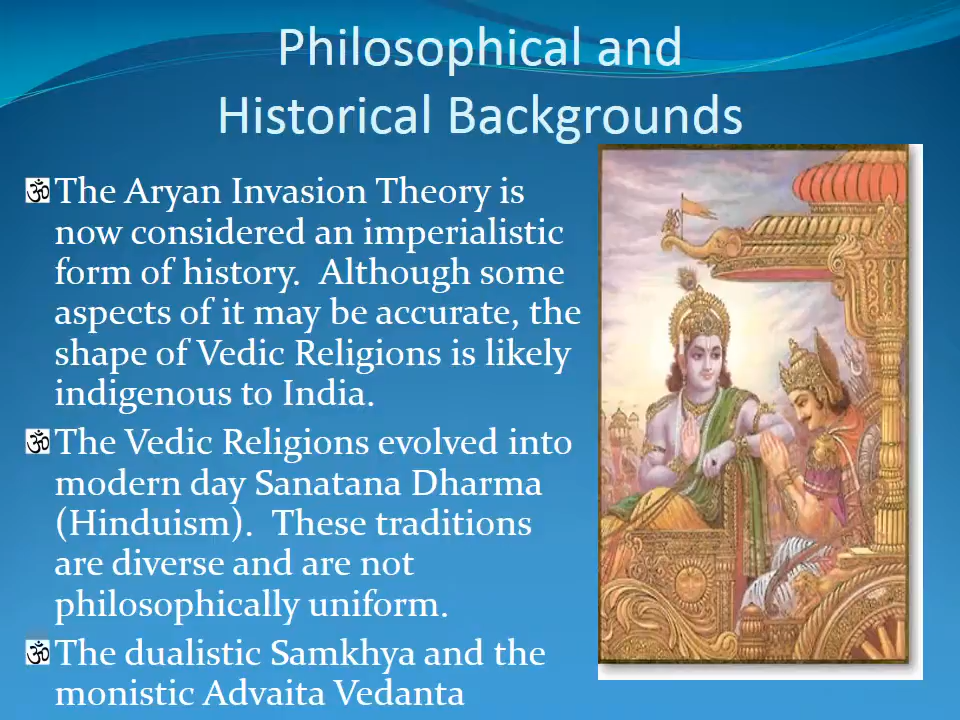 Philosophical and
Historical Backgrounds
ॐ The Aryan Invasion Theory is
now considered an imperialistic
form of history.  Although some
aspects of it may be accurate, the
shape of Vedic Religions is likely
indigenous to India.
ॐ The Vedic Religions evolved into
modern day Sanatana Dharma
(Hinduism).  These traditions
are diverse and are not
philosophically uniform.
ॐ The dualistic Samkhya and the
monistic Advaita Vedanta